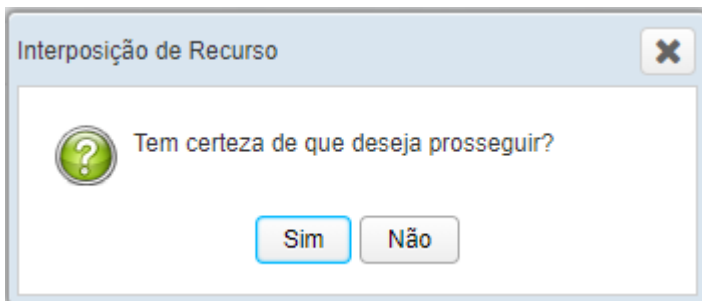 Interposição de Recurso
Tem certeza de que deseja prosseguir?
Sim Não